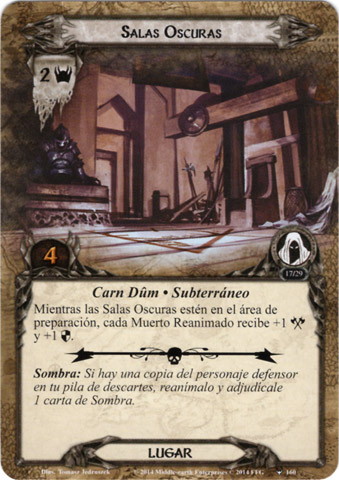 SALAS OSCURAS
2
4
17/29
Carn Dûm • Subterráneo
Mientras las Salas Oscuras estén en el área de
preparación, cada Muerto Reanimado recibe +1
y +1 .
Sombra: Si hay una copia del personaje defensor
en tu pila de descartes, reanímalo y adjudícale
1 carta de Sombra.
LUGAR
Ilus. Tomasz Jedruszek
© 2014 Middle-earth Enterprises © 2014 FFG
160